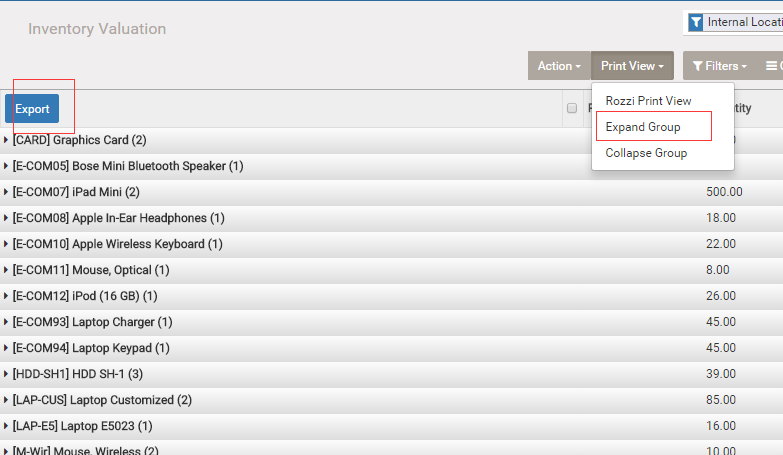 Inventory Valuation
Internal Locati
Action
Print View
Filters
Export
Rozzi Print View
Expand Group
Collapse Group
[CARD] Graphics Card (2)
[E-COM05] Bose Mini Bluetooth Speaker (1)
[E-COM07] iPad Mini (2) 500.00
[E-COM08] Apple In-Ear Headphones (1) 18.00
[E-COM10] Apple Wireless Keyboard (1) 22.00
[E-COM11] Mouse, Optical (1) 8.00
[E-COM12] iPod (16 GB) (1) 26.00
[E-COM93] Laptop Charger (1) 45.00
[E-COM94] Laptop Keypad (1) 45.00
[HDD-SH1] HDD SH-1 (3) 39.00
[LAP-CUS] Laptop Customized (2) 85.00
[LAP-E5] Laptop E5023 (1) 16.00
[M-Wir] Mouse, Wireless (2) 10.00